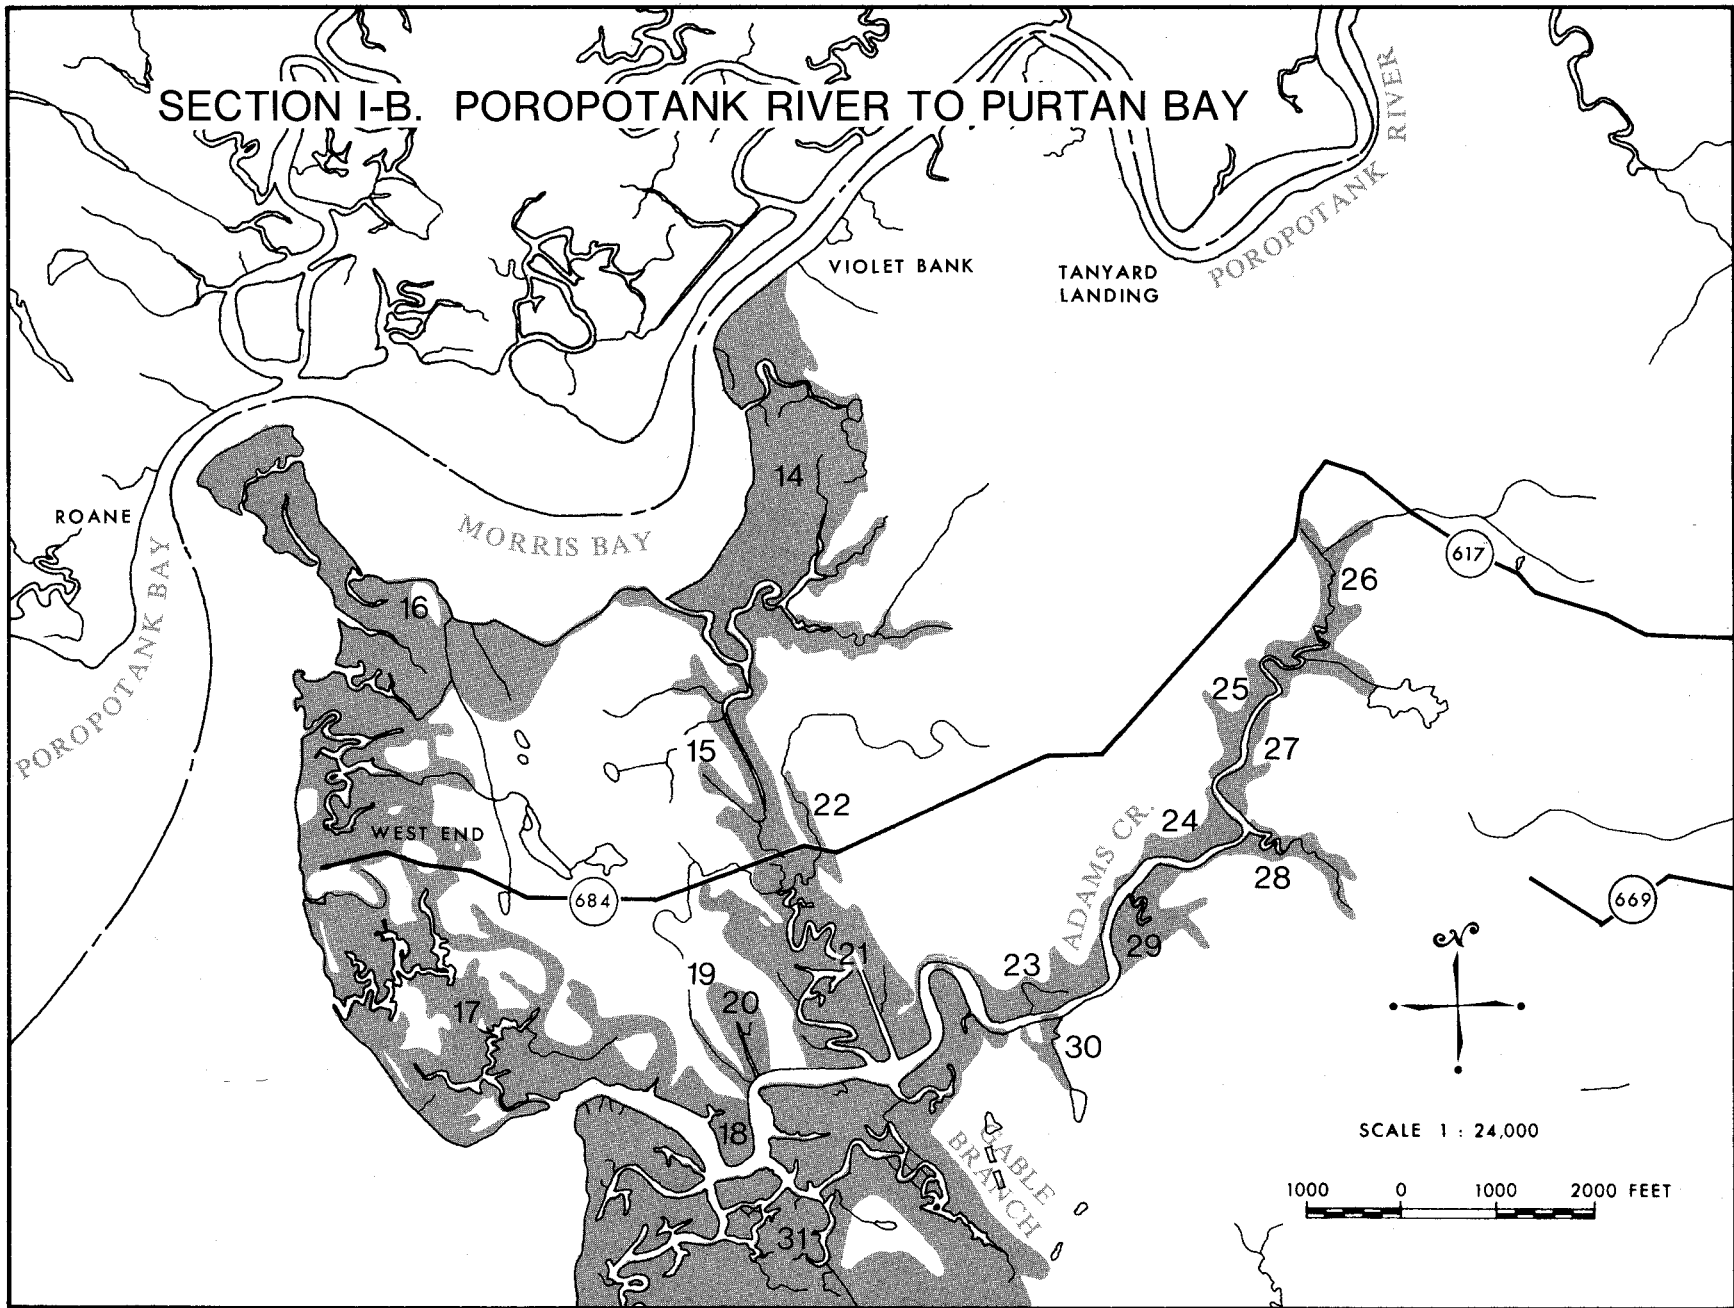 SECTION I-B. POROPOTANK RIVER TO PURTAN BAY
POROPOTANK RIVER
VIOLET BANK
TANYARD
LANDING
14
ROANE
MORRIS BAY
POROPOTANK BAY
617
26
16
25
15
27
22
WEST END
24
ADAMS CR.
28
684
669
29
21
19
23
20
17
N
30
18
GABLE
BRANCH
SCALE 1 : 24,000
1000 0 1000 2000 FEET
31